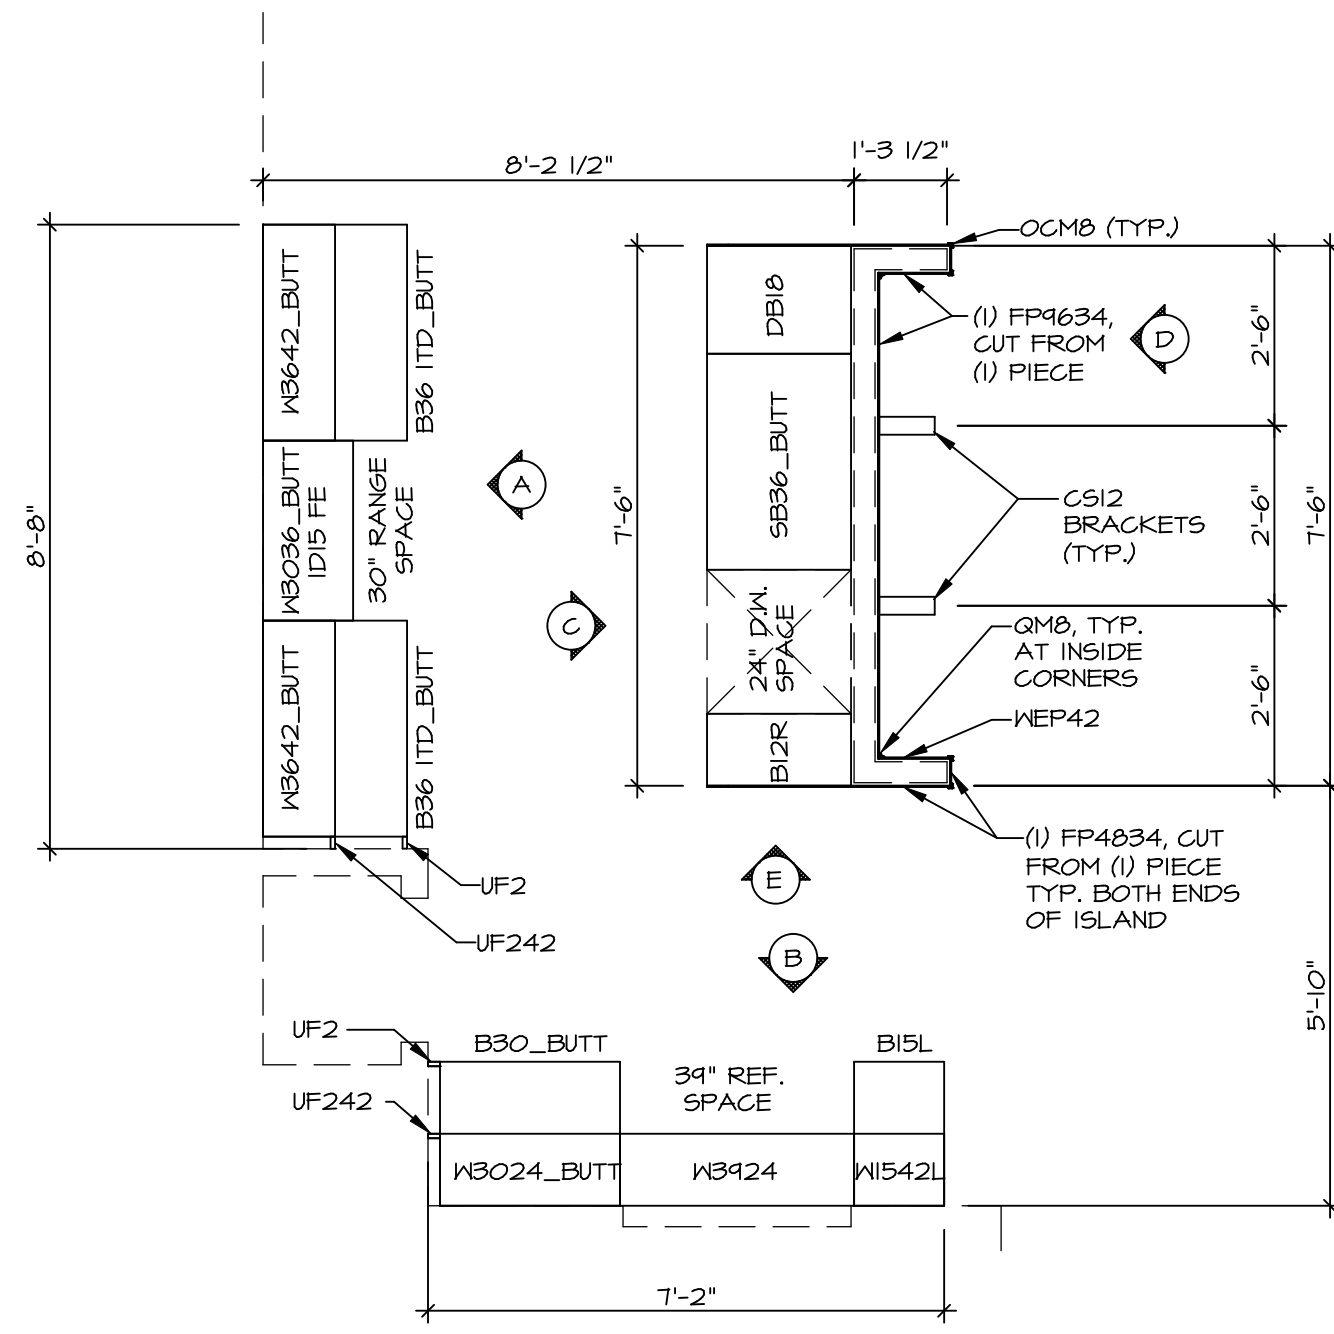 8'-2 1/2"
1'-3 1/2"
OCM8 (TYP.)
W3642_BUTT
B36 1TD_BUTT
DB18
(1) FP9634,
CUT FROM
(1) PIECE
D
2'-6"
SB36_BUTT
A
W3036_BUTT
1D15 FE
30" RANGE
SPACE
8'-8"
7'-6"
CS12
BRACKETS
(TYP.)
2'-6"
7'-6"
C
24" D.W.
SPACE
QM8, TYP.
AT INSIDE
CORNERS
W3642_BUTT
B36 1TD_BUTT
2'-6"
WEP42
B12R
(1) FP4834, CUT
FROM (1) PIECE
TYP. BOTH ENDS
OF ISLAND
UF2
E
UF242
B
5'-10"
UF2
B30_BUTT
B15L
39" REF.
SPACE
UF242
W3024_BUTT
W3924
W1542L
7'-2"